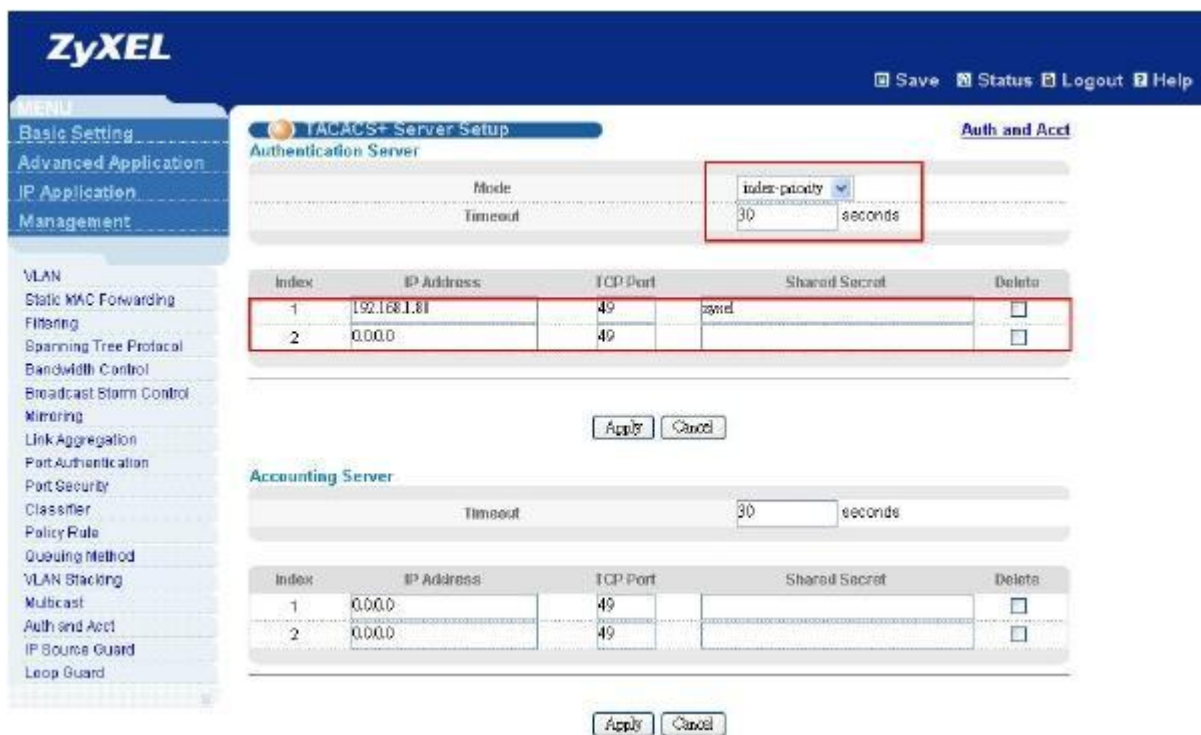 ZyXEL
Save Status Logout Help
MENU
Basic Setting
Advanced Application
IP Application
Management
VLAN
Static MAC Forwarding
Filtering
Spanning Tree Protocol
Bandwidth Control
Broadcast Storm Control
Mirroring
Link Aggregation
Port Authentication
Port Security
Classifier
Policy Rule
Queuing Method
VLAN Stacking
Multicast
Auth and Acct
IP Source Guard
Loop Guard
TACACS+ Server Setup
Auth and Acct
Authentication Server
Mode index-priority
Timeout 30 seconds
Index IP Address TCP Port Shared Secret Delete
1 192.168.1.81 49 zyxel
2 0.0.0.0 49
Apply Cancel
Accounting Server
Timeout 30 seconds
Index IP Address TCP Port Shared Secret Delete
1 0.0.0.0 49
2 0.0.0.0 49
Apply Cancel